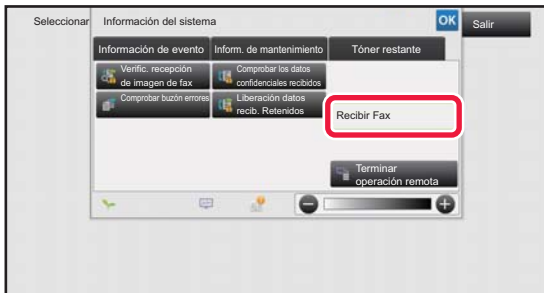 Seleccionar
Información del sistema
OK
Salir
Información de evento
Inform. de mantenimiento
Tóner restante
Verific. recepción
de imagen de fax
Comprobar los datos
confidenciales recibidos
Comprobar buzón errores
Liberación datos
recib. Retenidos
Recibir Fax
Terminar
operación remota